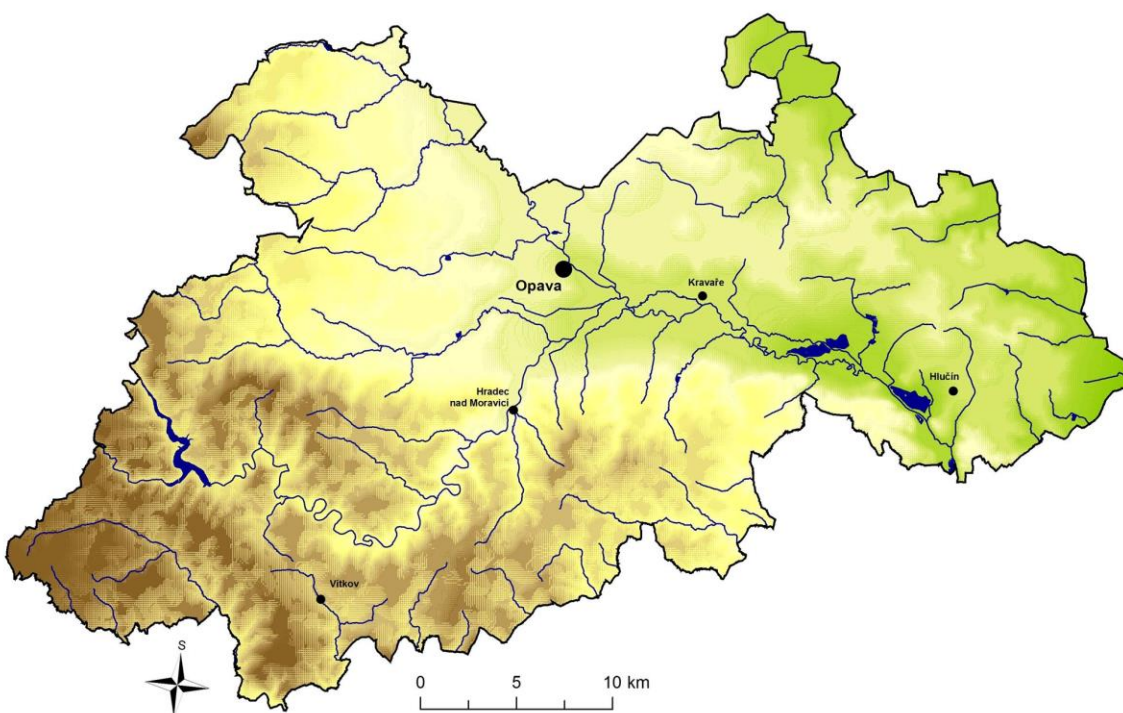 Opava
Kravaře
Hlučín
Hradec
nad Moravicí
Vítkov
S
0 5 10 km